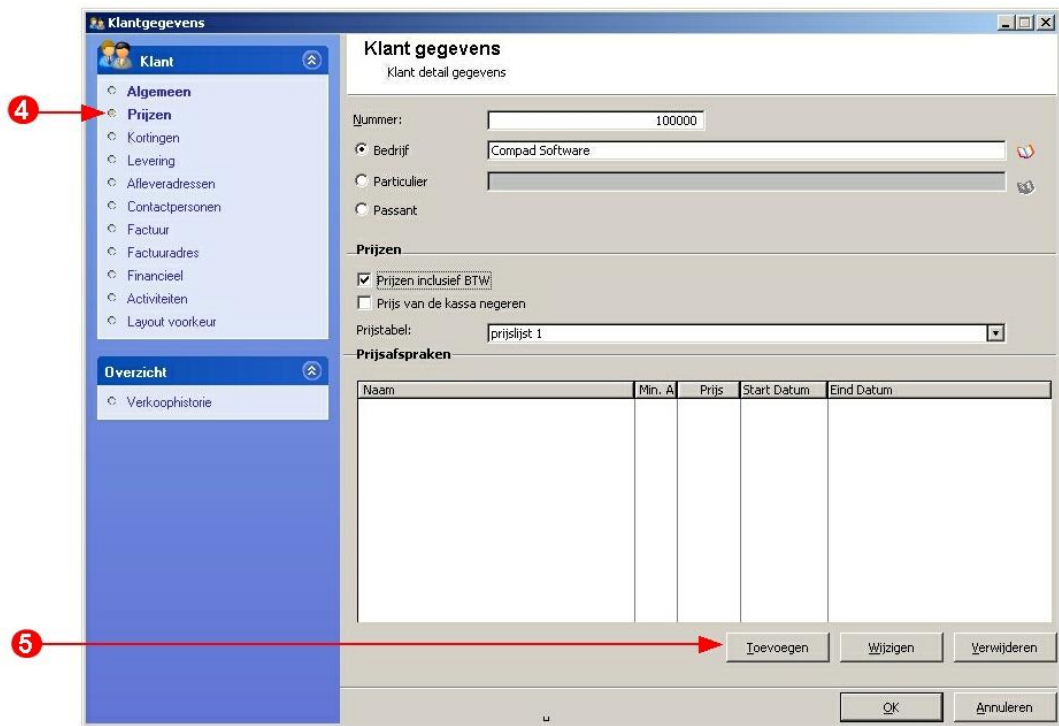 Klantgegevens
Klant
Algemeen
4
Prijzen
Kortingen
Levering
Afleveradressen
Contactpersonen
Factuur
Factuuradres
Financieel
Activiteiten
Layout voorkeur
Overzicht
Verkoophistorie
Klant gegevens
Klant detail gegevens
Nummer: 100000
Bedrijf Compad Software
Particulier
Passant
Prijzen
Prijzen inclusief BTW
Prijs van de kassa negeren
Prijstabel: prijslijst 1
Prijsafspraken
Naam Min. A Prijs Start Datum Eind Datum
5
Toevoegen Wijzigen Verwijderen
OK Annuleren